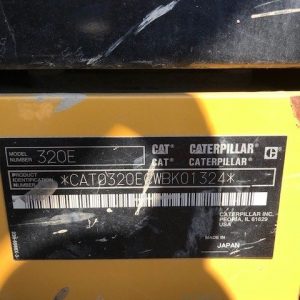 MODEL NUMBER 320E
CAT® CATERPILLAR
CAT® CATERPILLAR
PRODUCT IDENTIFICATION NUMBER
*CAT0320ECWBK01324*
CATERPILLAR INC.
PEORIA, IL 61629
USA
MADE IN
JAPAN